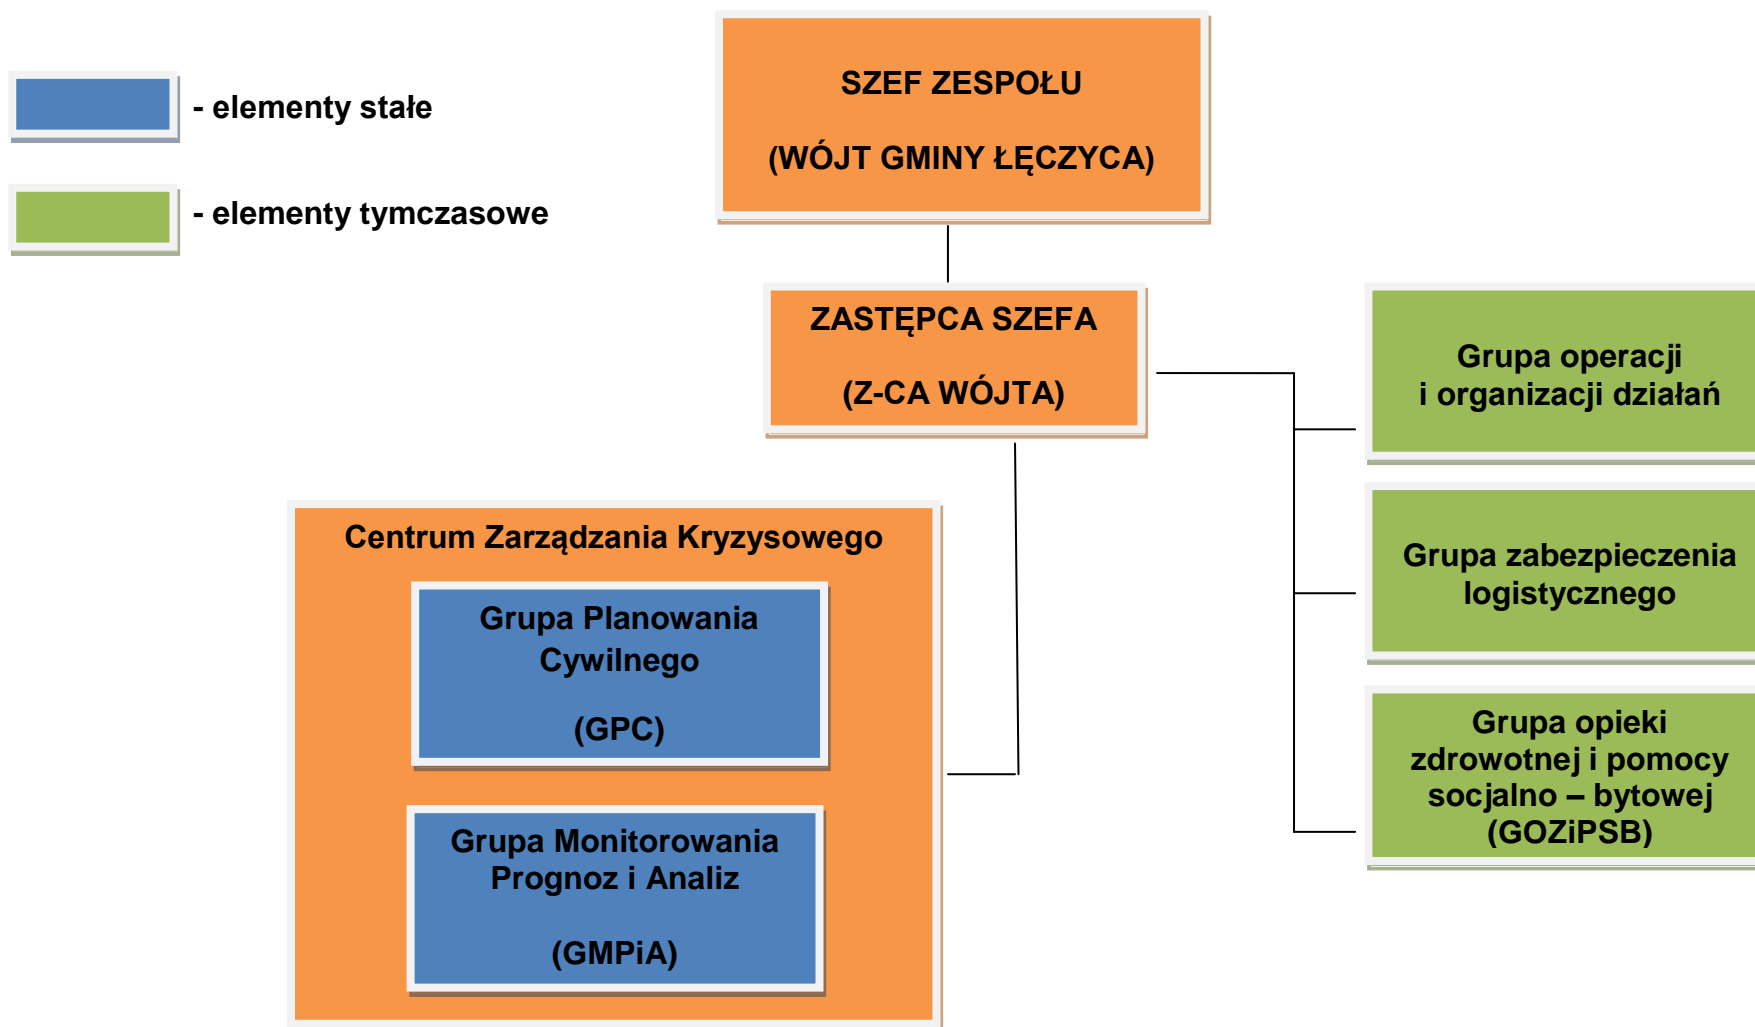 - elementy stałe
- elementy tymczasowe
SZEF ZESPOŁU
(WÓJT GMINY ŁĘCZYCA)
ZASTĘPCA SZEFA
(Z-CA WÓJTA)
Centrum Zarządzania Kryzysowego
Grupa Planowania
Cywilnego
(GPC)
Grupa Monitorowania
Prognoz i Analiz
(GMPiA)
Grupa operacji
i organizacji działań
Grupa zabezpieczenia
logistycznego
Grupa opieki
zdrowotnej i pomocy
socjalno – bytowej
(GOZiPSB)